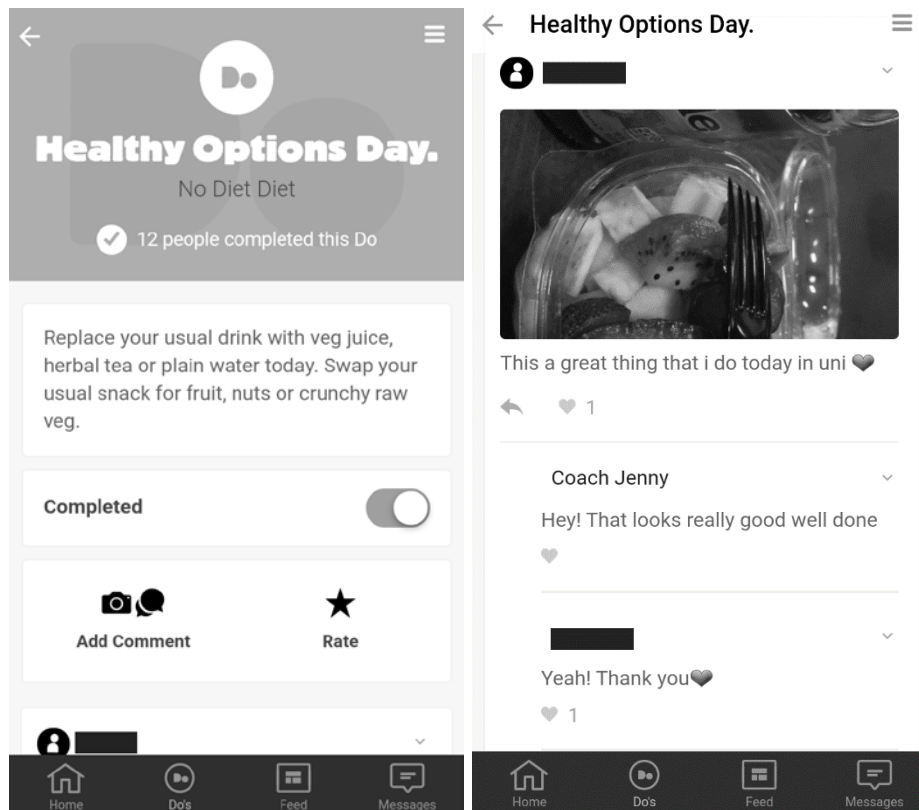 Do
Healthy Options Day.
No Diet Diet
12 people completed this Do
Replace your usual drink with veg juice,
herbal tea or plain water today. Swap your
usual snack for fruit, nuts or crunchy raw
veg.
Completed
Add Comment
Rate
Home
Do's
Feed
Messages
Healthy Options Day.
This a great thing that i do today in uni 🖤
1
Coach Jenny
Hey! That looks really good well done
Yeah! Thank you🖤
1
Home
Do's
Feed
Messages